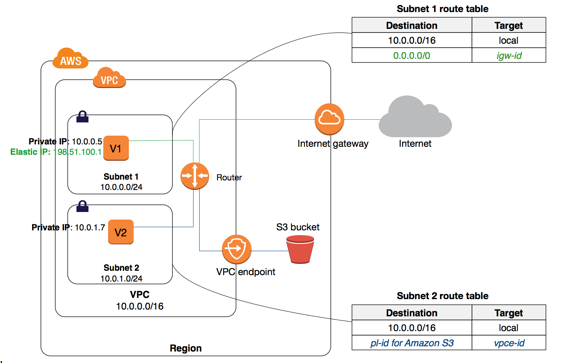 Subnet 1 route table
Destination Target
10.0.0.0/16 local
0.0.0.0/0 igw-id
AWS
VPC
Private IP: 10.0.0.5
Elastic IP: 198.51.100.1
V1
Subnet 1
10.0.0.0/24
Internet gateway
Internet
Router
Private IP: 10.0.1.7
V2
S3 bucket
VPC endpoint
Subnet 2
10.0.1.0/24
VPC
10.0.0.0/16
Region
Subnet 2 route table
Destination Target
10.0.0.0/16 local
pl-id for Amazon S3 vpce-id